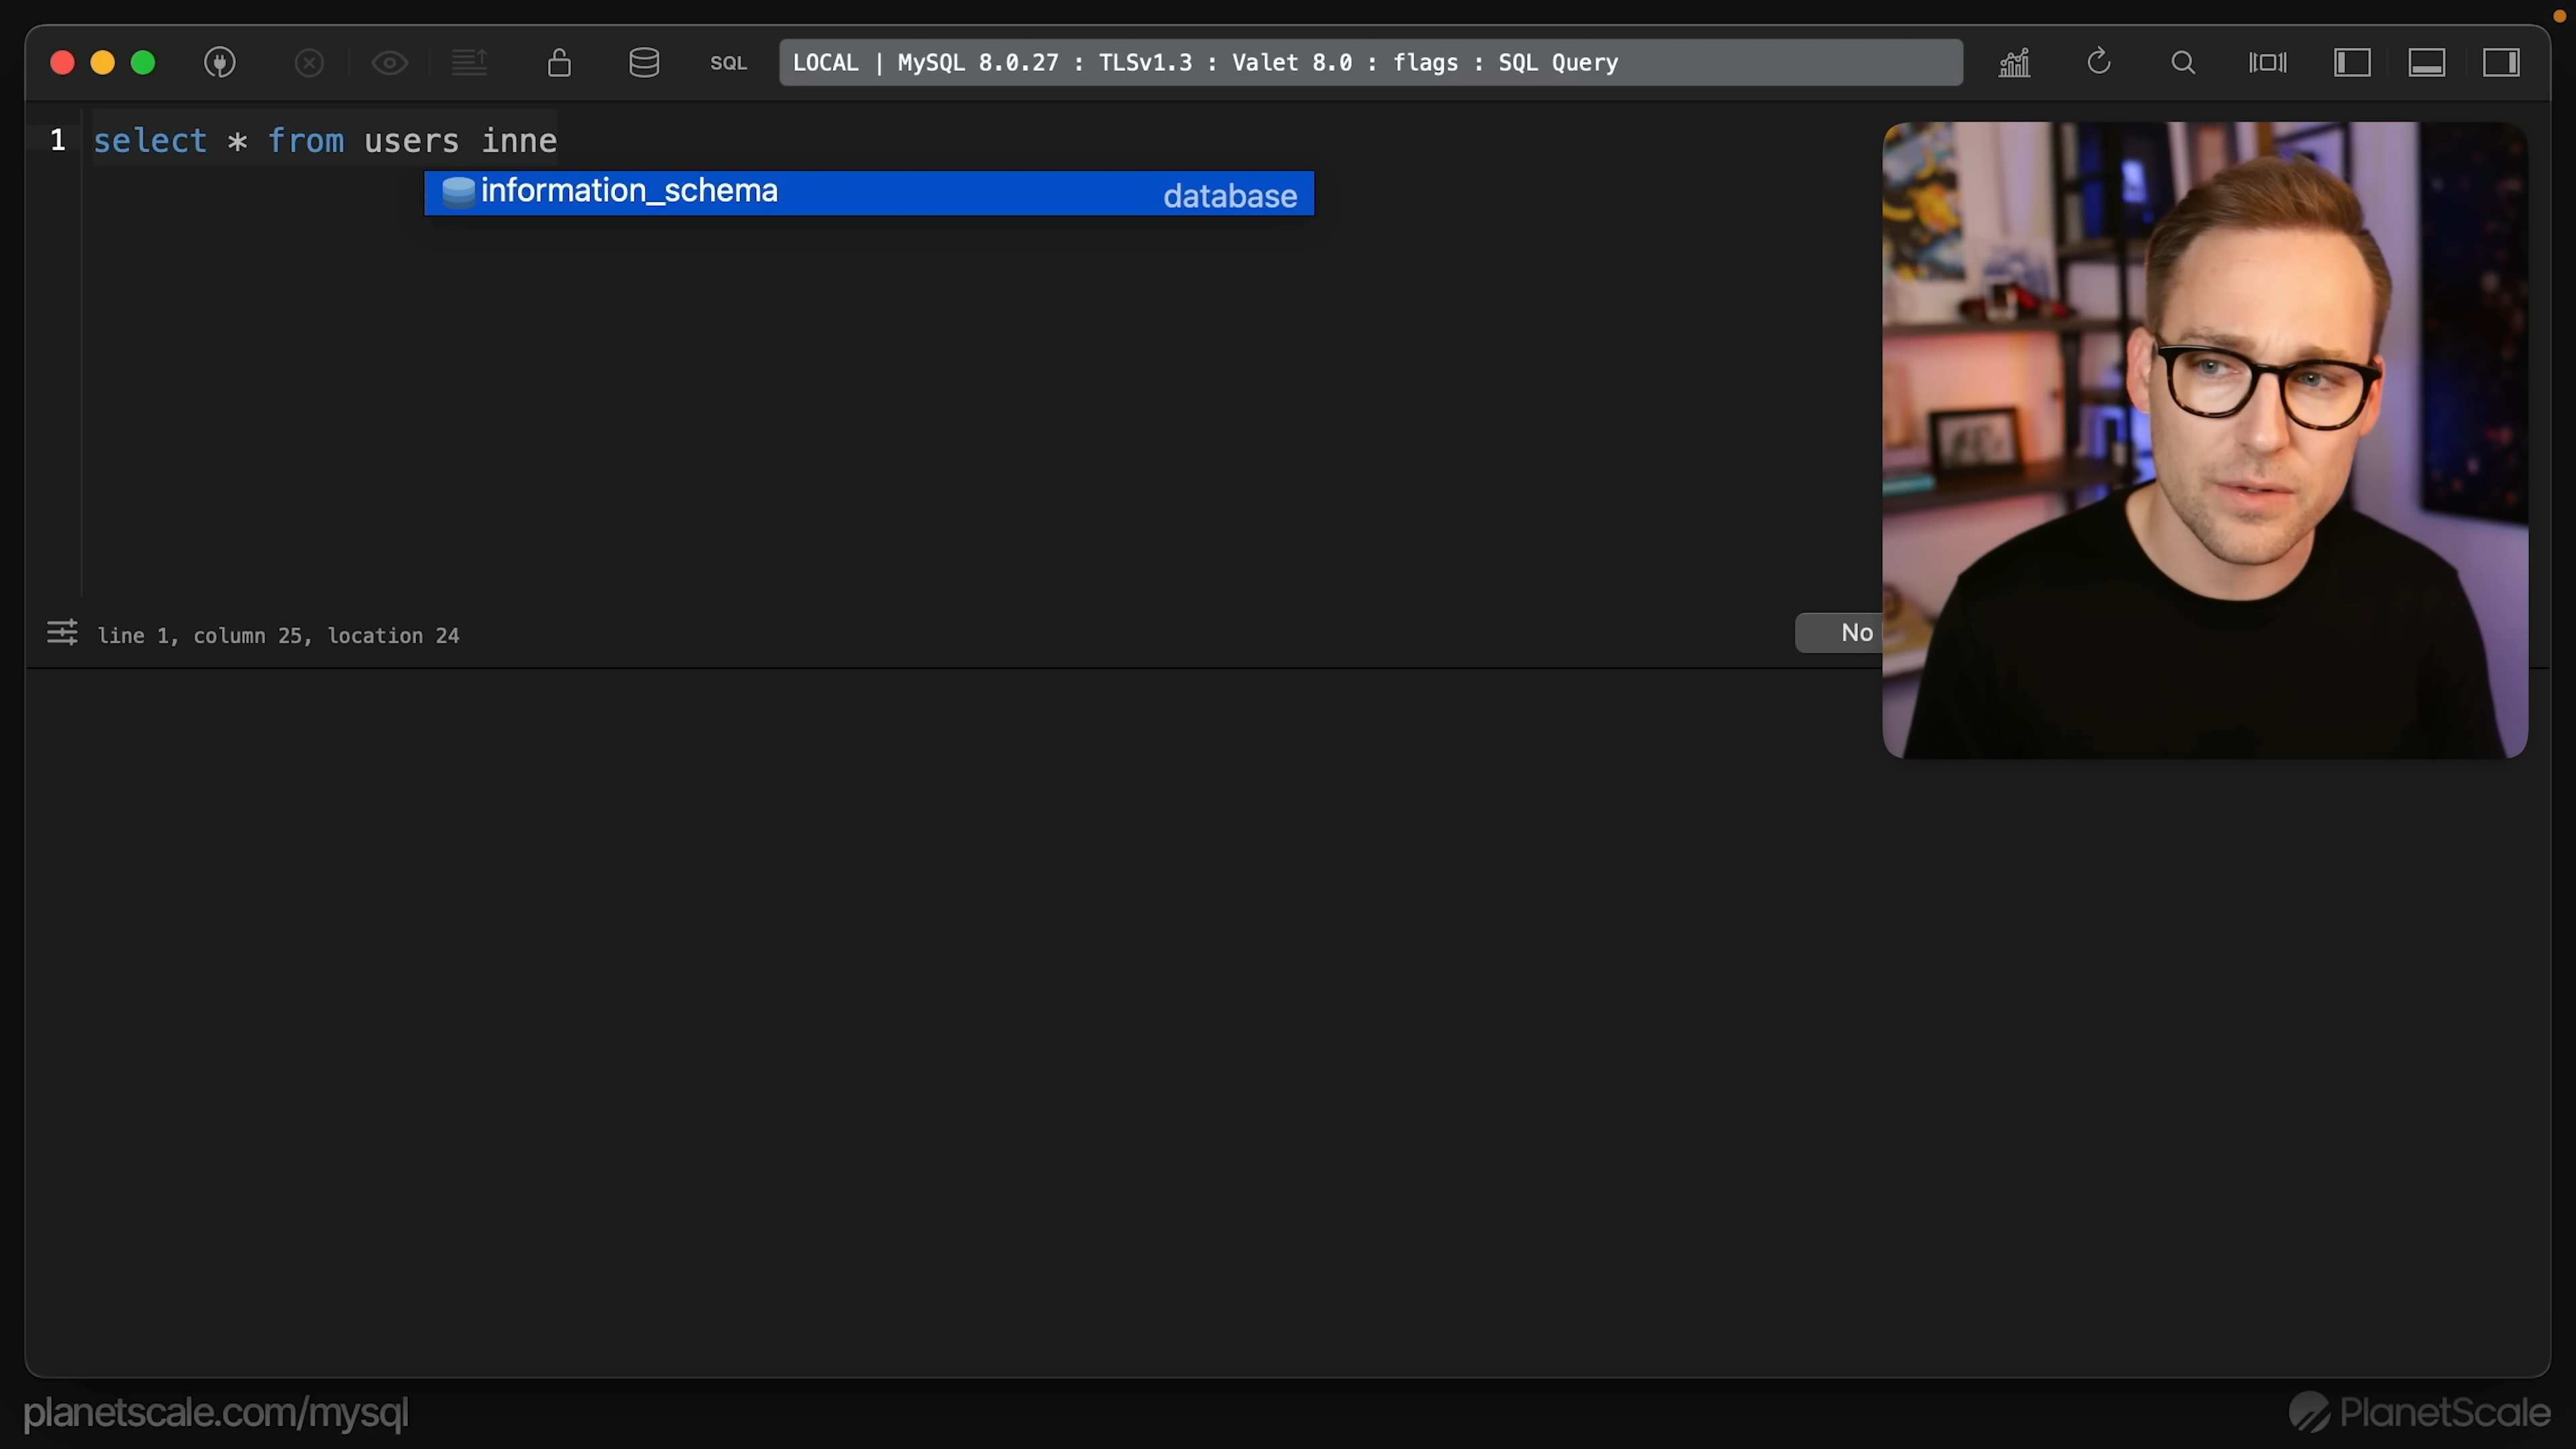 SQL
LOCAL | MySQL 8.0.27 : TLSv1.3 : Valet 8.0 : flags : SQL Query
1 select * from users inne
information_schema database
line 1, column 25, location 24
No
planetscale.com/mysql
PlanetScale